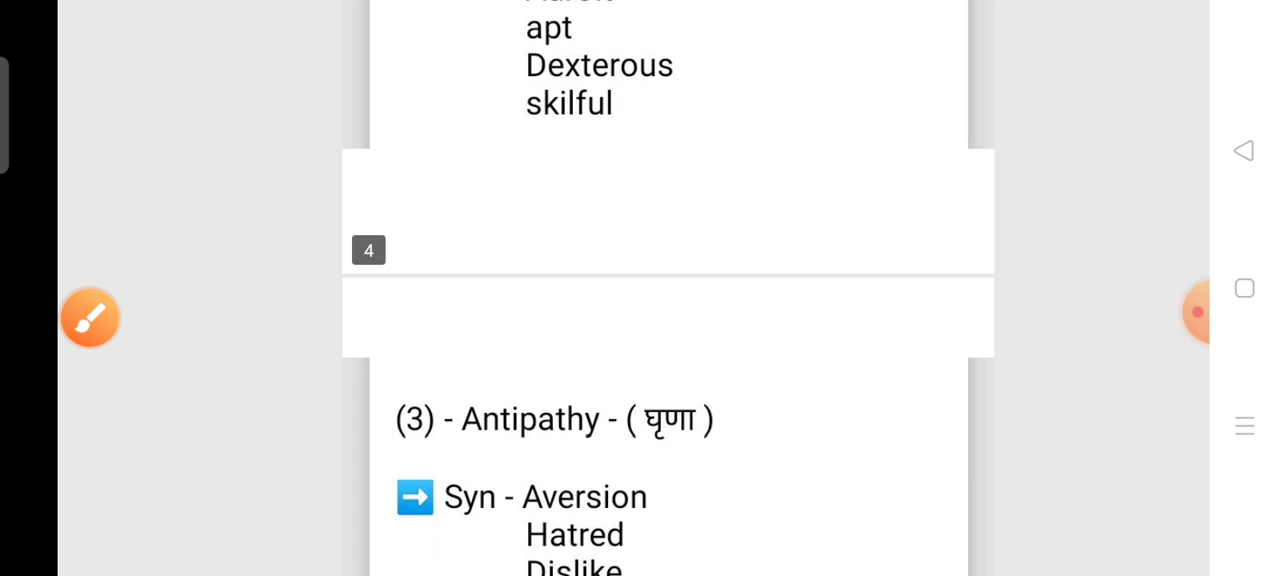 apt
Dexterous
skilful
4
(3) - Antipathy - ( घृणा )
➡️ Syn - Aversion
Hatred
Dislike